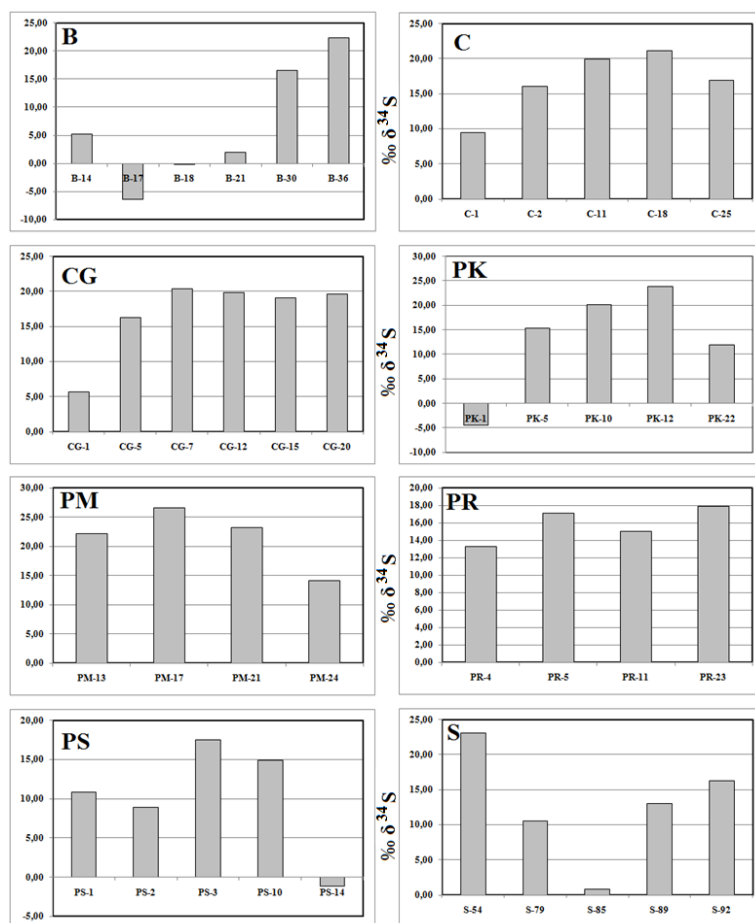 B
25,00
20,00
15,00
10,00
5,00
0,00
-5,00
-10,00
B-14 B-17 B-18 B-21 B-30 B-36
C
‰ δ 34S
25,00
20,00
15,00
10,00
5,00
0,00
C-1 C-2 C-11 C-18 C-25
CG
25,00
20,00
15,00
10,00
5,00
0,00
CG-1 CG-5 CG-7 CG-12 CG-15 CG-20
PK
‰ δ 34S
30,00
25,00
20,00
15,00
10,00
5,00
0,00
-5,00
-10,00
PK-1 PK-5 PK-10 PK-12 PK-22
PM
30,00
25,00
20,00
15,00
10,00
5,00
0,00
PM-13 PM-17 PM-21 PM-24
PR
‰ δ 34S
20,00
18,00
16,00
14,00
12,00
10,00
8,00
6,00
4,00
2,00
0,00
PR-4 PR-5 PR-11 PR-23
PS
20,00
15,00
10,00
5,00
0,00
-5,00
PS-1 PS-2 PS-3 PS-10 PS-14
S
‰ δ 34S
25,00
20,00
15,00
10,00
5,00
0,00
S-54 S-79 S-85 S-89 S-92